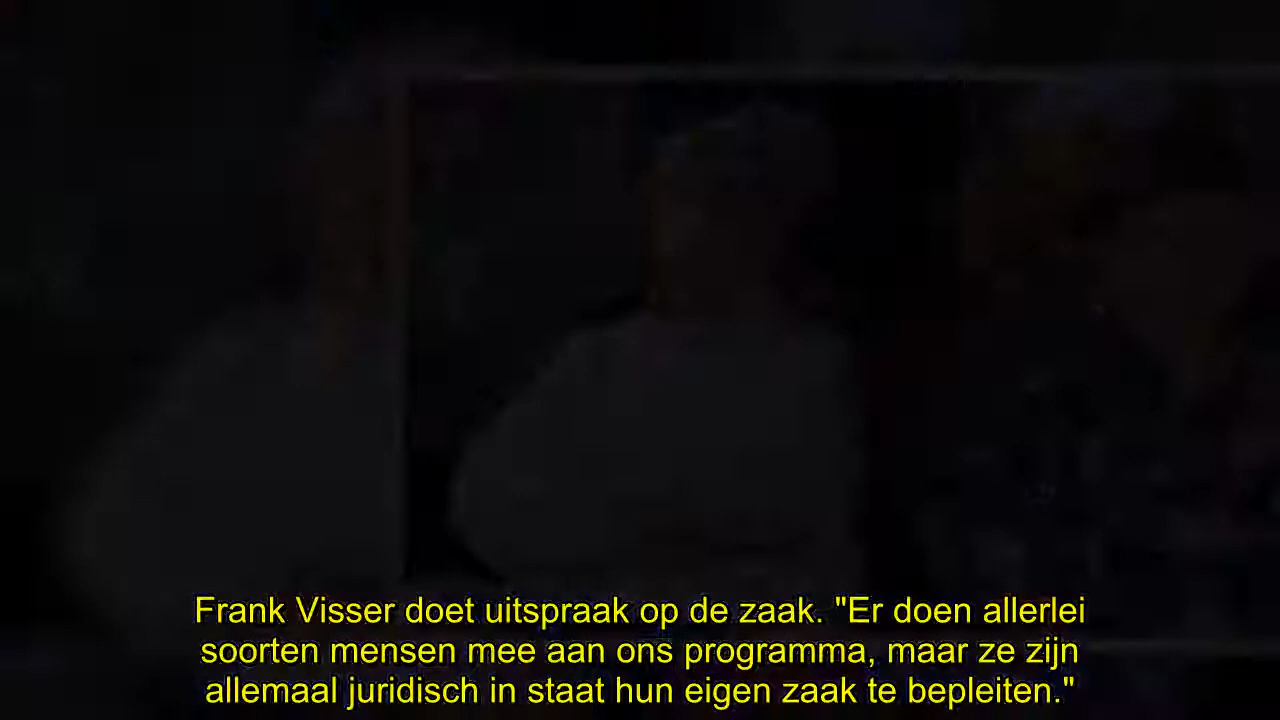 Frank Visser doet uitspraak op de zaak. "Er doen allerlei
soorten mensen mee aan ons programma, maar ze zijn
allemaal juridisch in staat hun eigen zaak te bepleiten."